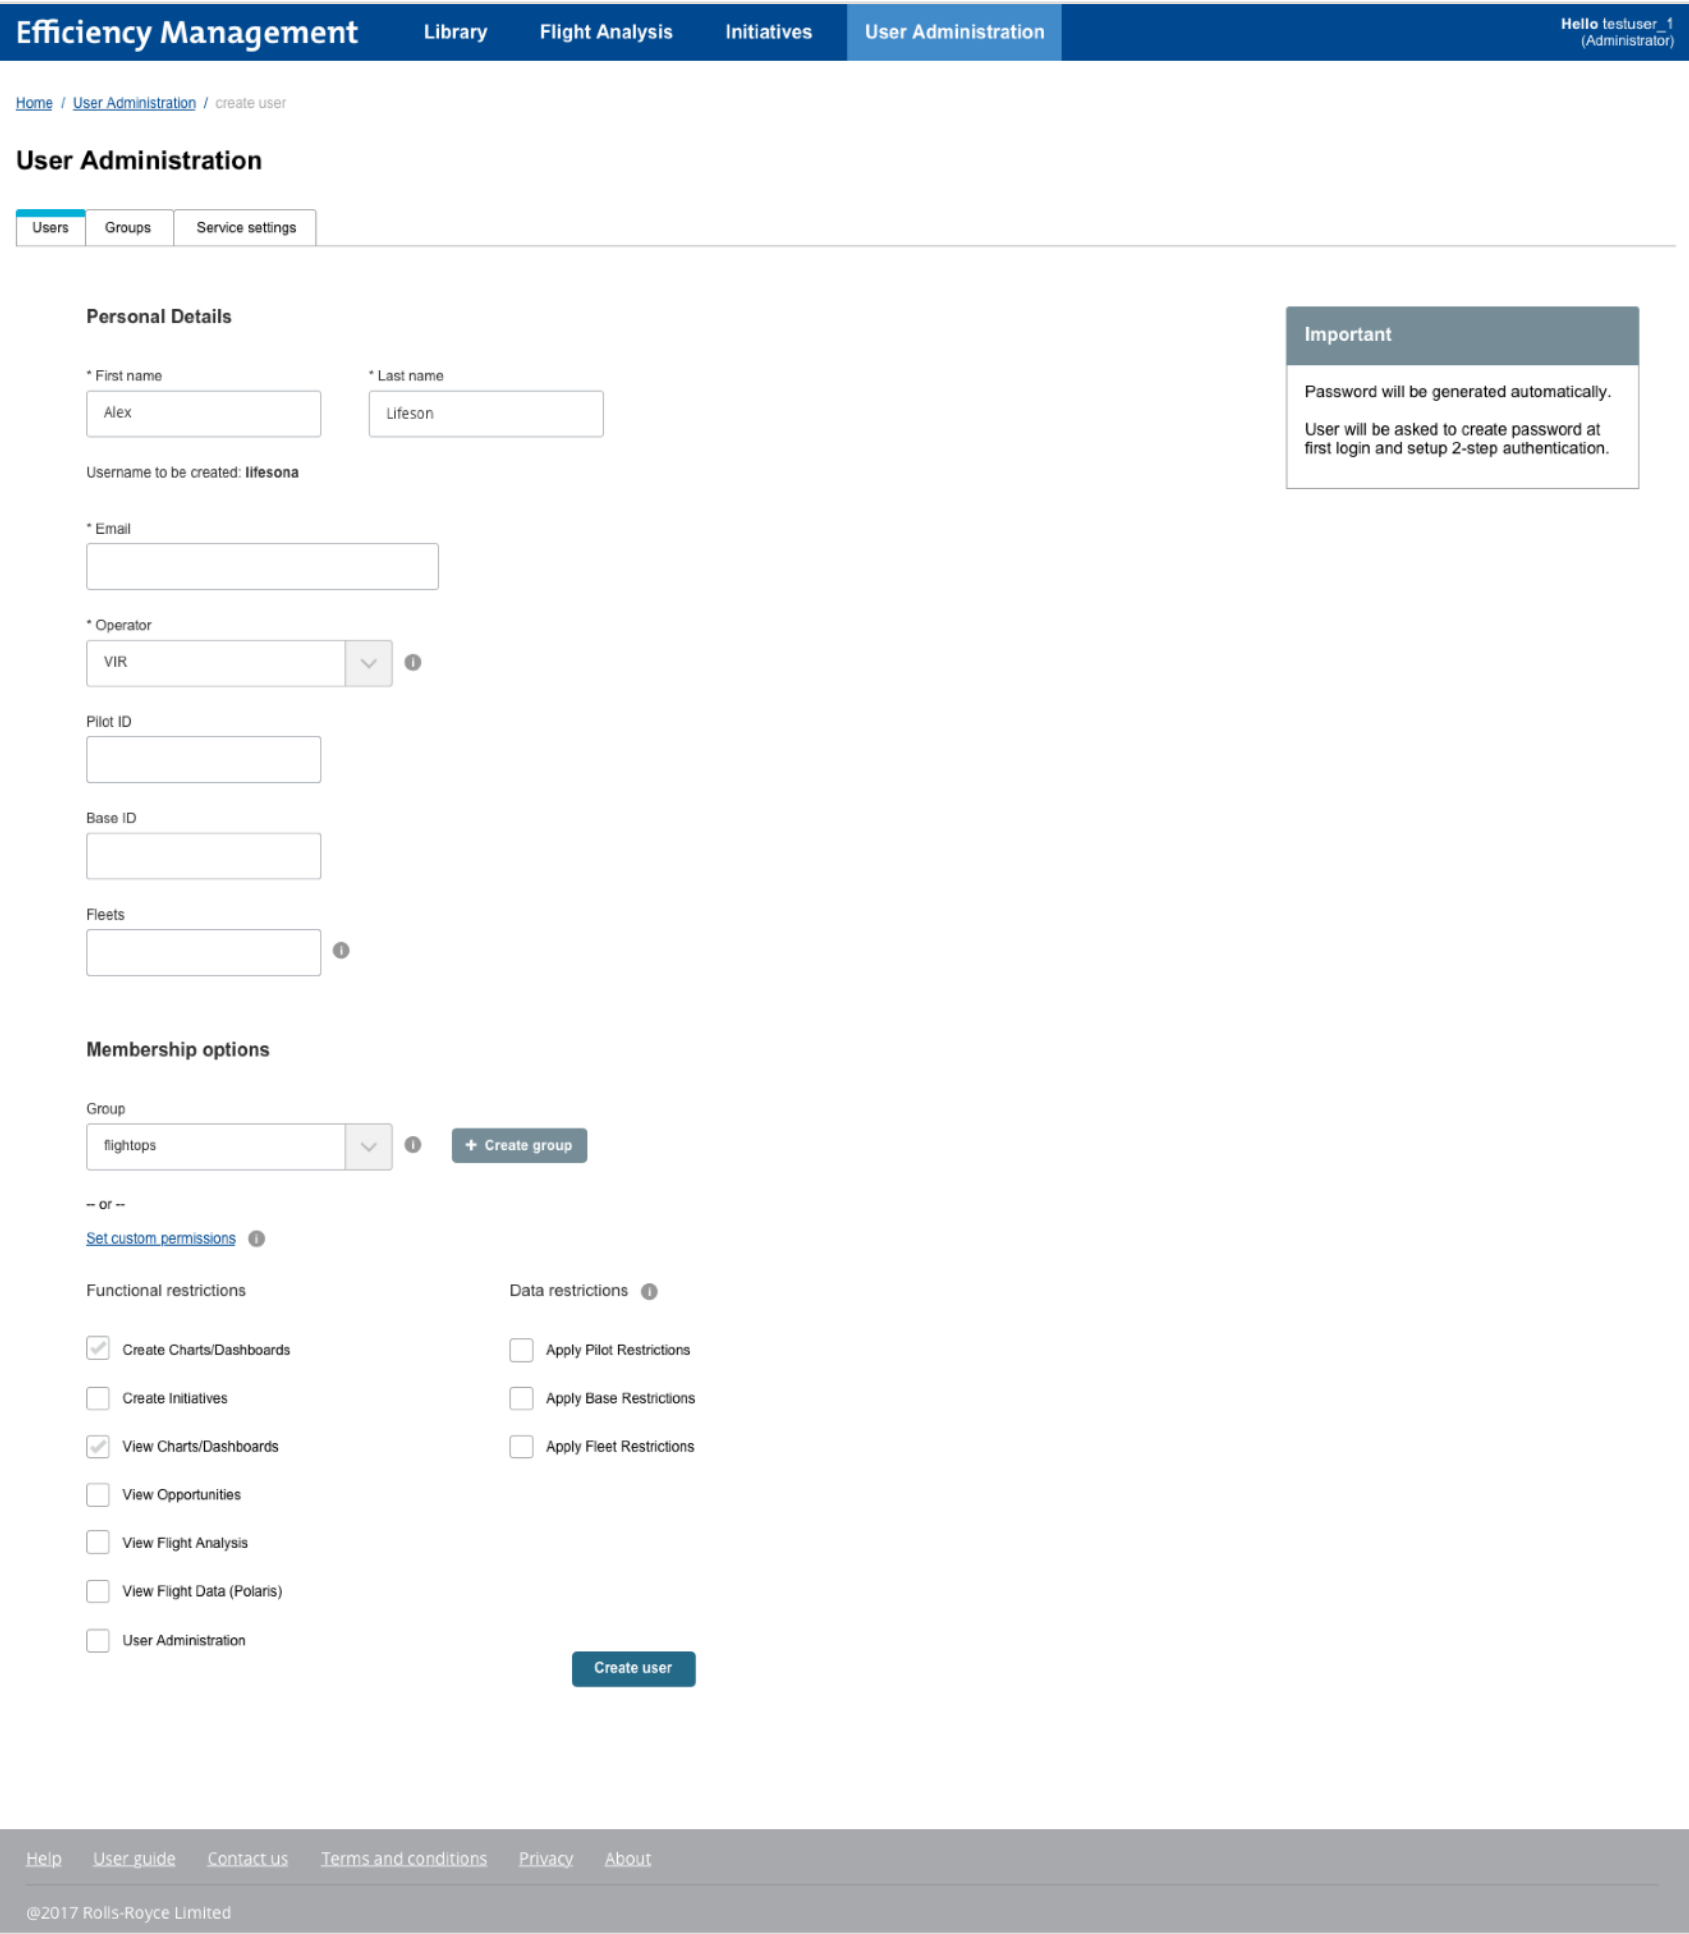 Efficiency Management
Library
Flight Analysis
Initiatives
User Administration
Hello testuser_1
(Administrator)
Home / User Administration / create user
User Administration
Users
Groups
Service settings
Personal Details
* First name
* Last name
Alex
Lifeson
Username to be created: lifesona
* Email
* Operator
VIR
Pilot ID
Base ID
Fleets
Important
Password will be generated automatically.
User will be asked to create password at
first login and setup 2-step authentication.
Membership options
Group
flightops
+ Create group
-- or --
Set custom permissions
Functional restrictions
Create Charts/Dashboards
Create Initiatives
View Charts/Dashboards
View Opportunities
View Flight Analysis
View Flight Data (Polaris)
User Administration
Data restrictions
Apply Pilot Restrictions
Apply Base Restrictions
Apply Fleet Restrictions
Create user
Help
User guide
Contact us
Terms and conditions
Privacy
About
@2017 Rolls-Royce Limited